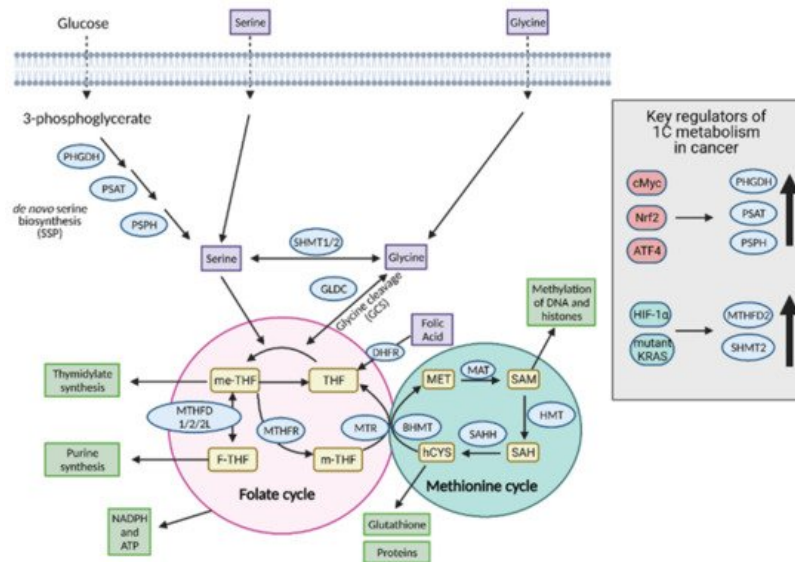 Glucose
Serine
Glycine
3-phosphoglycerate
PHGDH
PSAT
PSPH
de novo serine
biosynthesis
(SSP)
Serine
SHMT1/2
Glycine
GLDC
Glycine cleavage
(GCS)
Folic
Acid
DHFR
Methylation
of DNA and
histones
Thymidylate
synthesis
me-THF
THF
MET
MAT
SAM
MTHFD
1/2/2L
MTHFR
MTR
BHMT
SAHH
HMT
Purine
synthesis
F-THF
m-THF
hCYS
SAH
Folate cycle
Methionine cycle
NADPH
and
ATP
Glutathione
Proteins
Key regulators of
1C metabolism
in cancer
cMyc
Nrf2
ATF4
PHGDH
PSAT
PSPH
HIF-1α
mutant
KRAS
MTHFD2
SHMT2